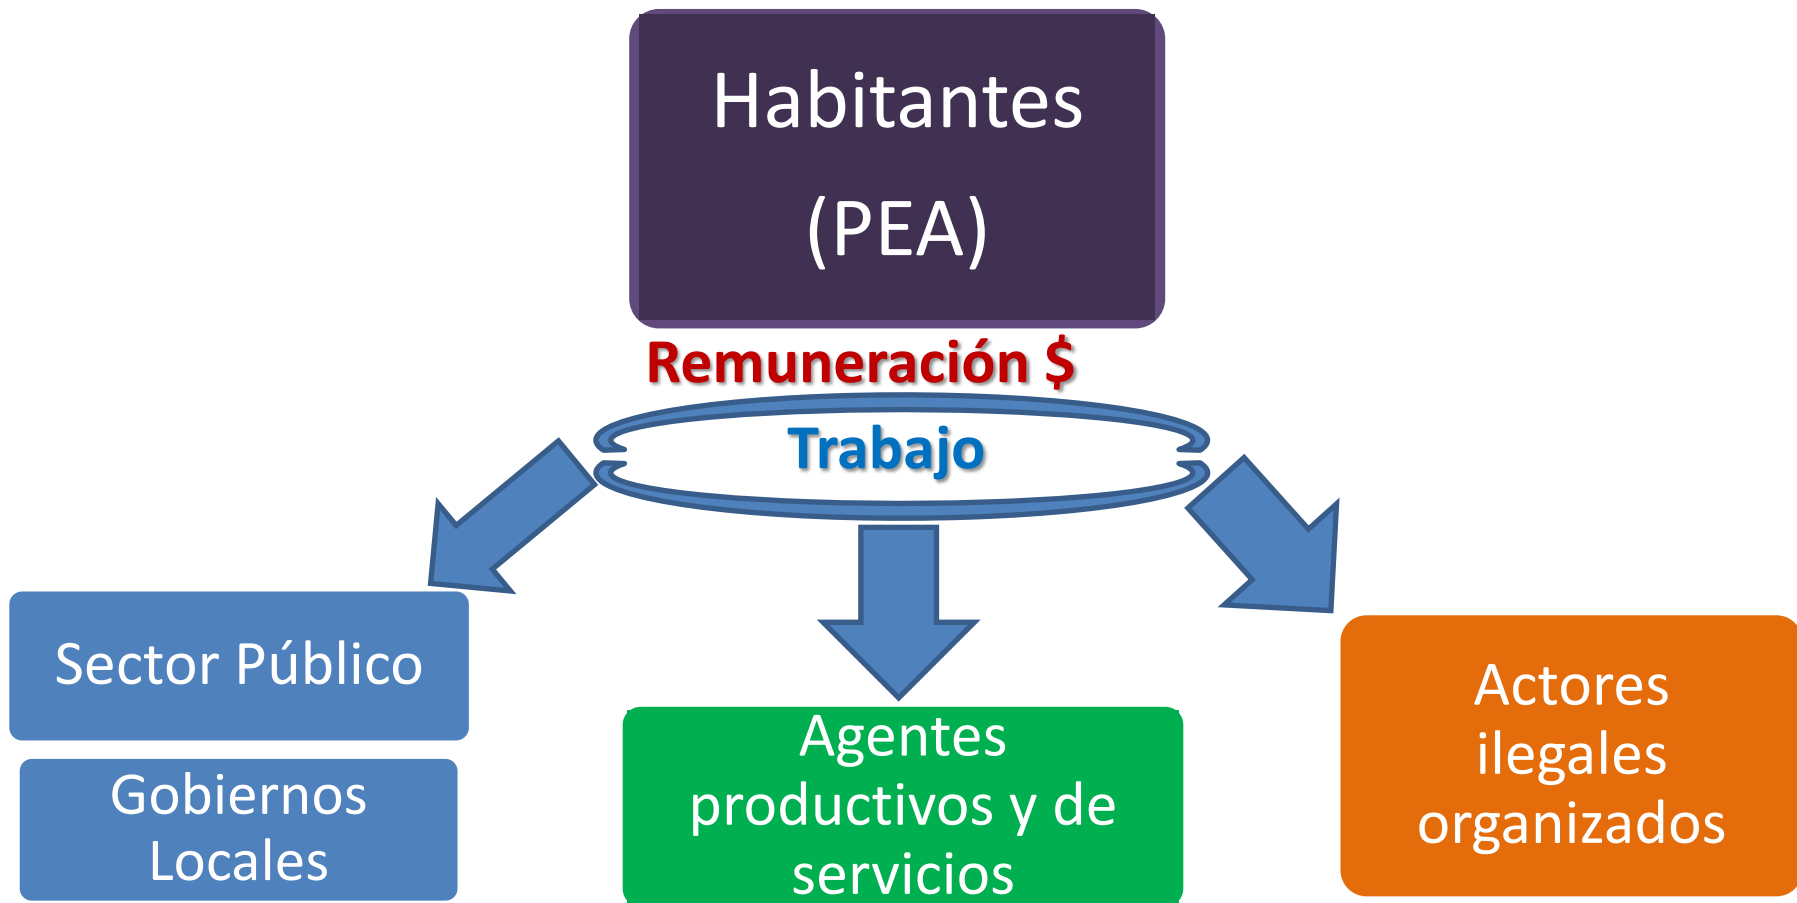 Habitantes
(PEA)
Remuneración $
Trabajo
Sector Público
Gobiernos
Locales
Agentes
productivos y de
servicios
Actores
ilegales
organizados